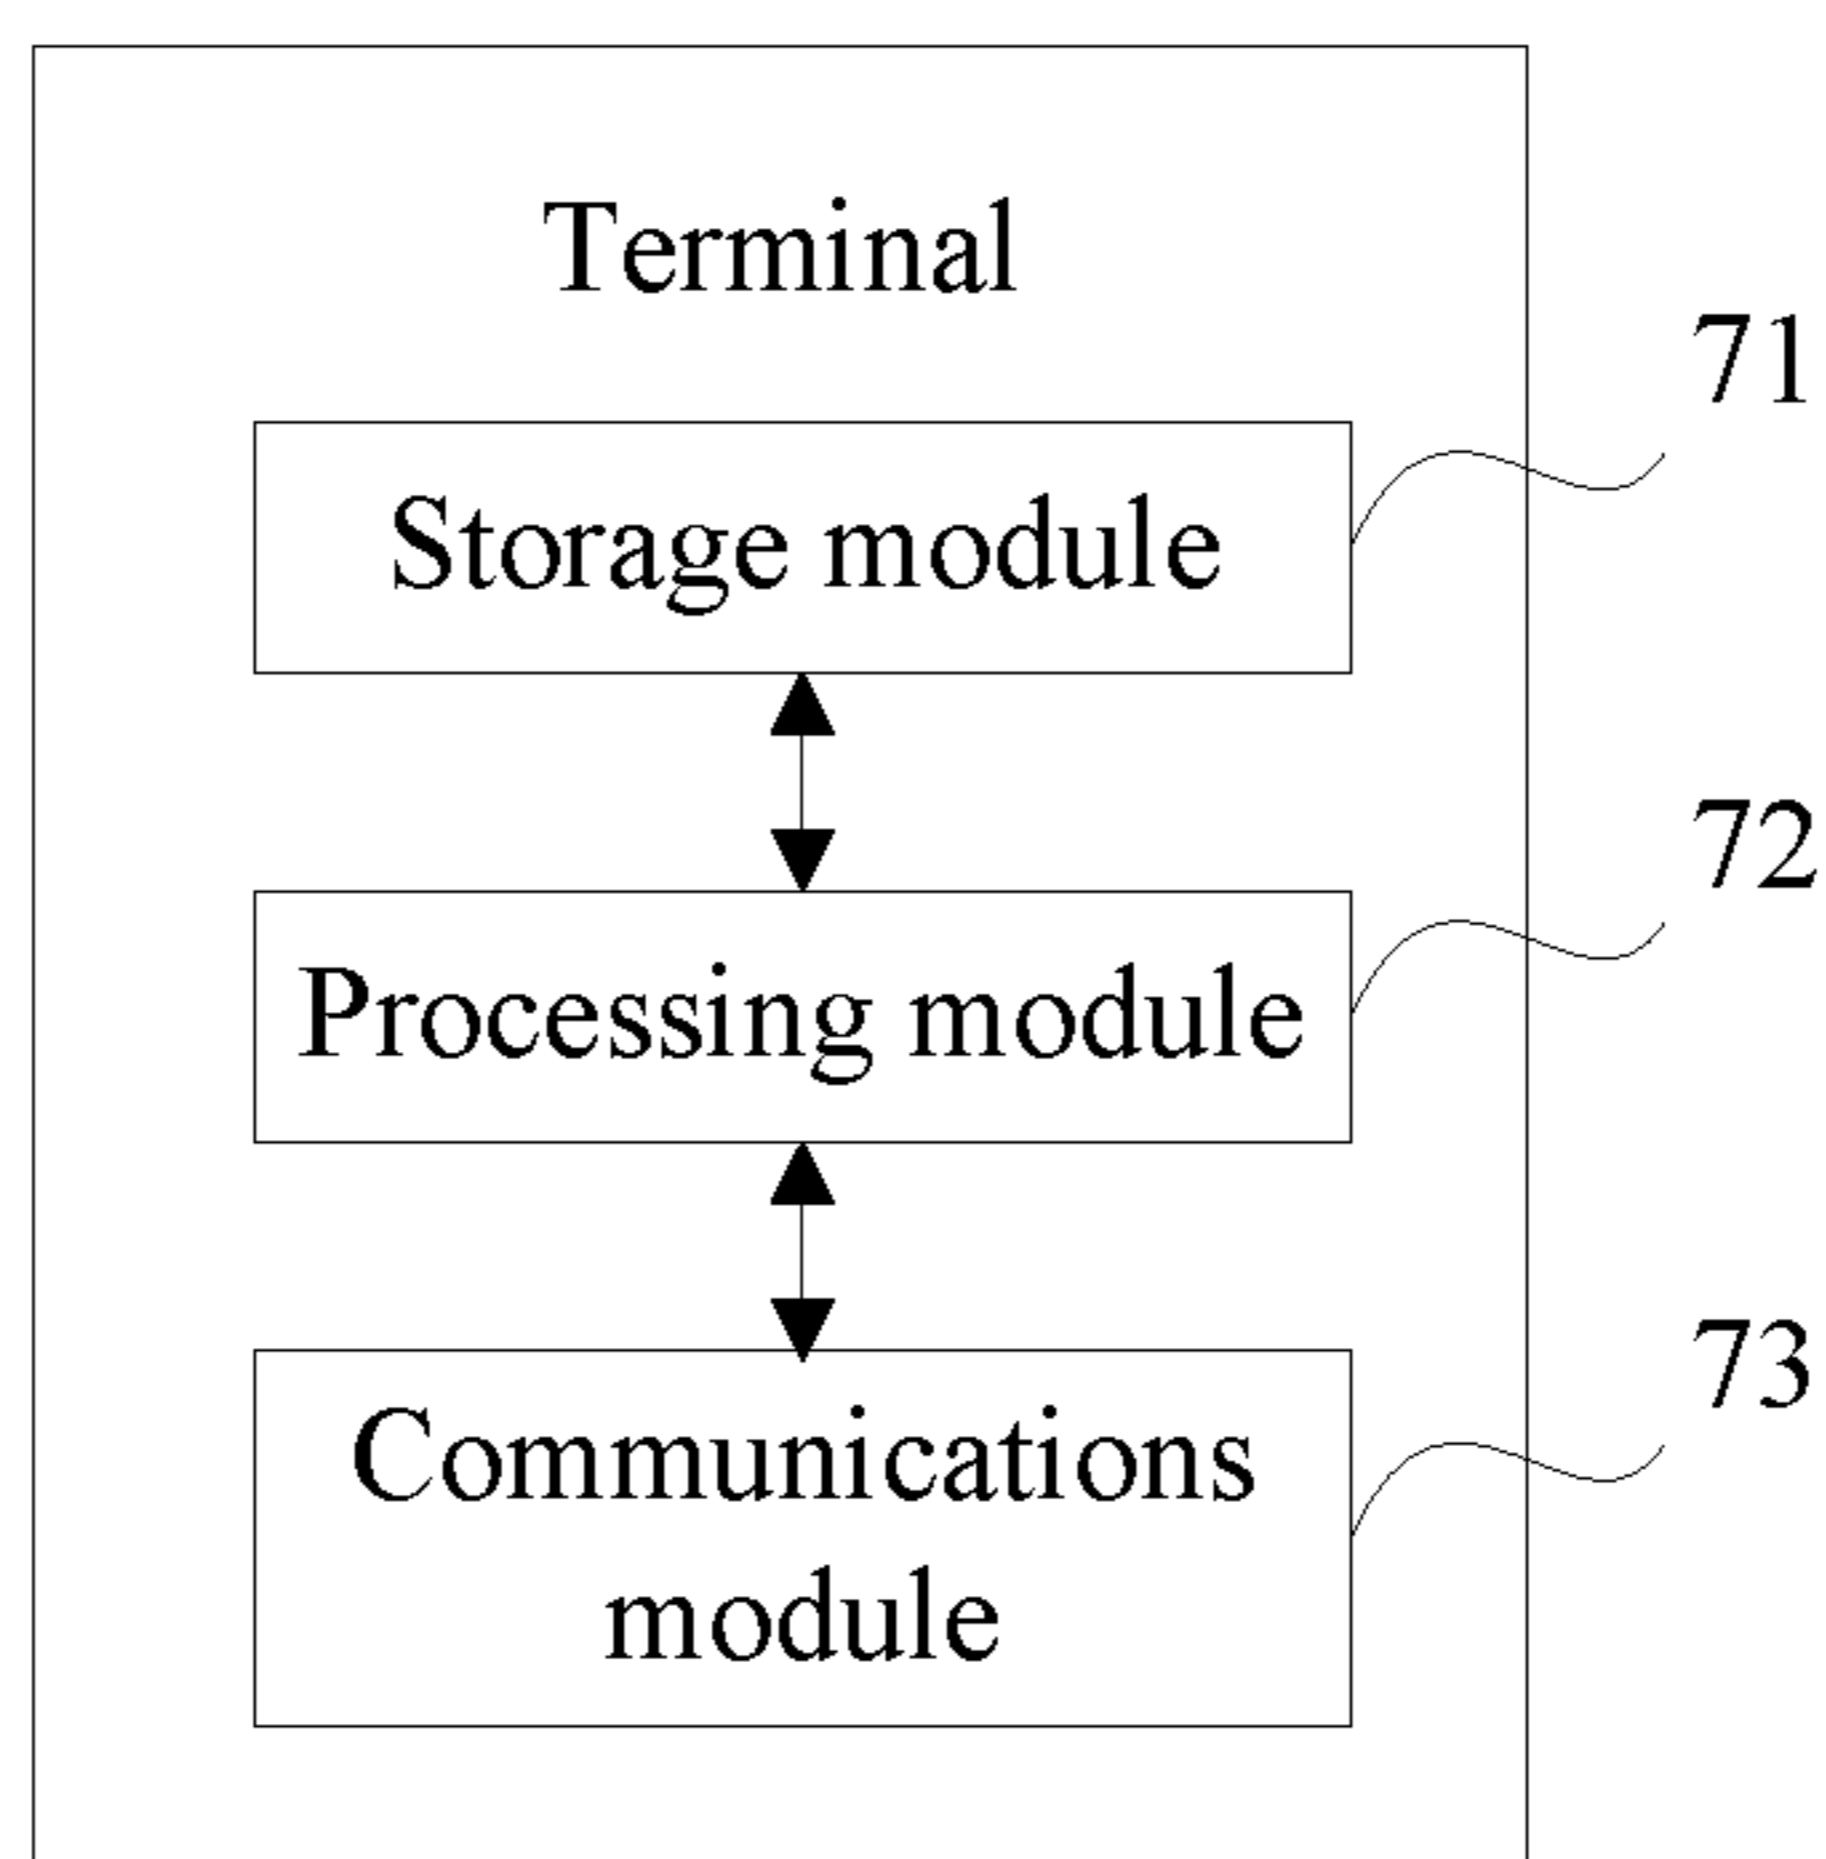 Terminal
71
Storage module
72
Processing module
73
Communications
module